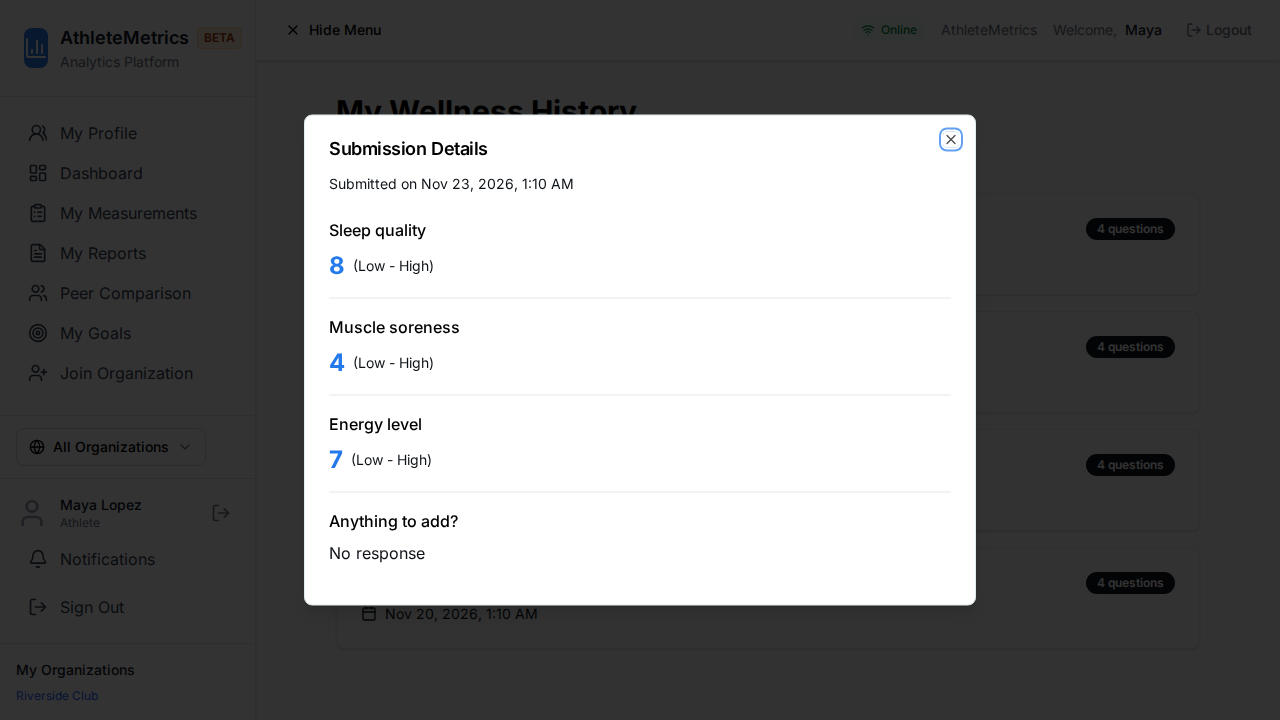 AthleteMetrics BETA
Analytics Platform
Hide Menu
Online
AthleteMetrics
Welcome, Maya
Logout
My Profile
Dashboard
My Measurements
My Reports
Peer Comparison
My Goals
Join Organization
All Organizations
Maya Lopez
Athlete
Notifications
Sign Out
My Organizations
Riverside Club
My Wellness History
Submission Details
Submitted on Nov 23, 2026, 1:10 AM
Sleep quality
8 (Low - High)
Muscle soreness
4 (Low - High)
Energy level
7 (Low - High)
Anything to add?
No response
4 questions
4 questions
4 questions
4 questions
Nov 20, 2026, 1:10 AM